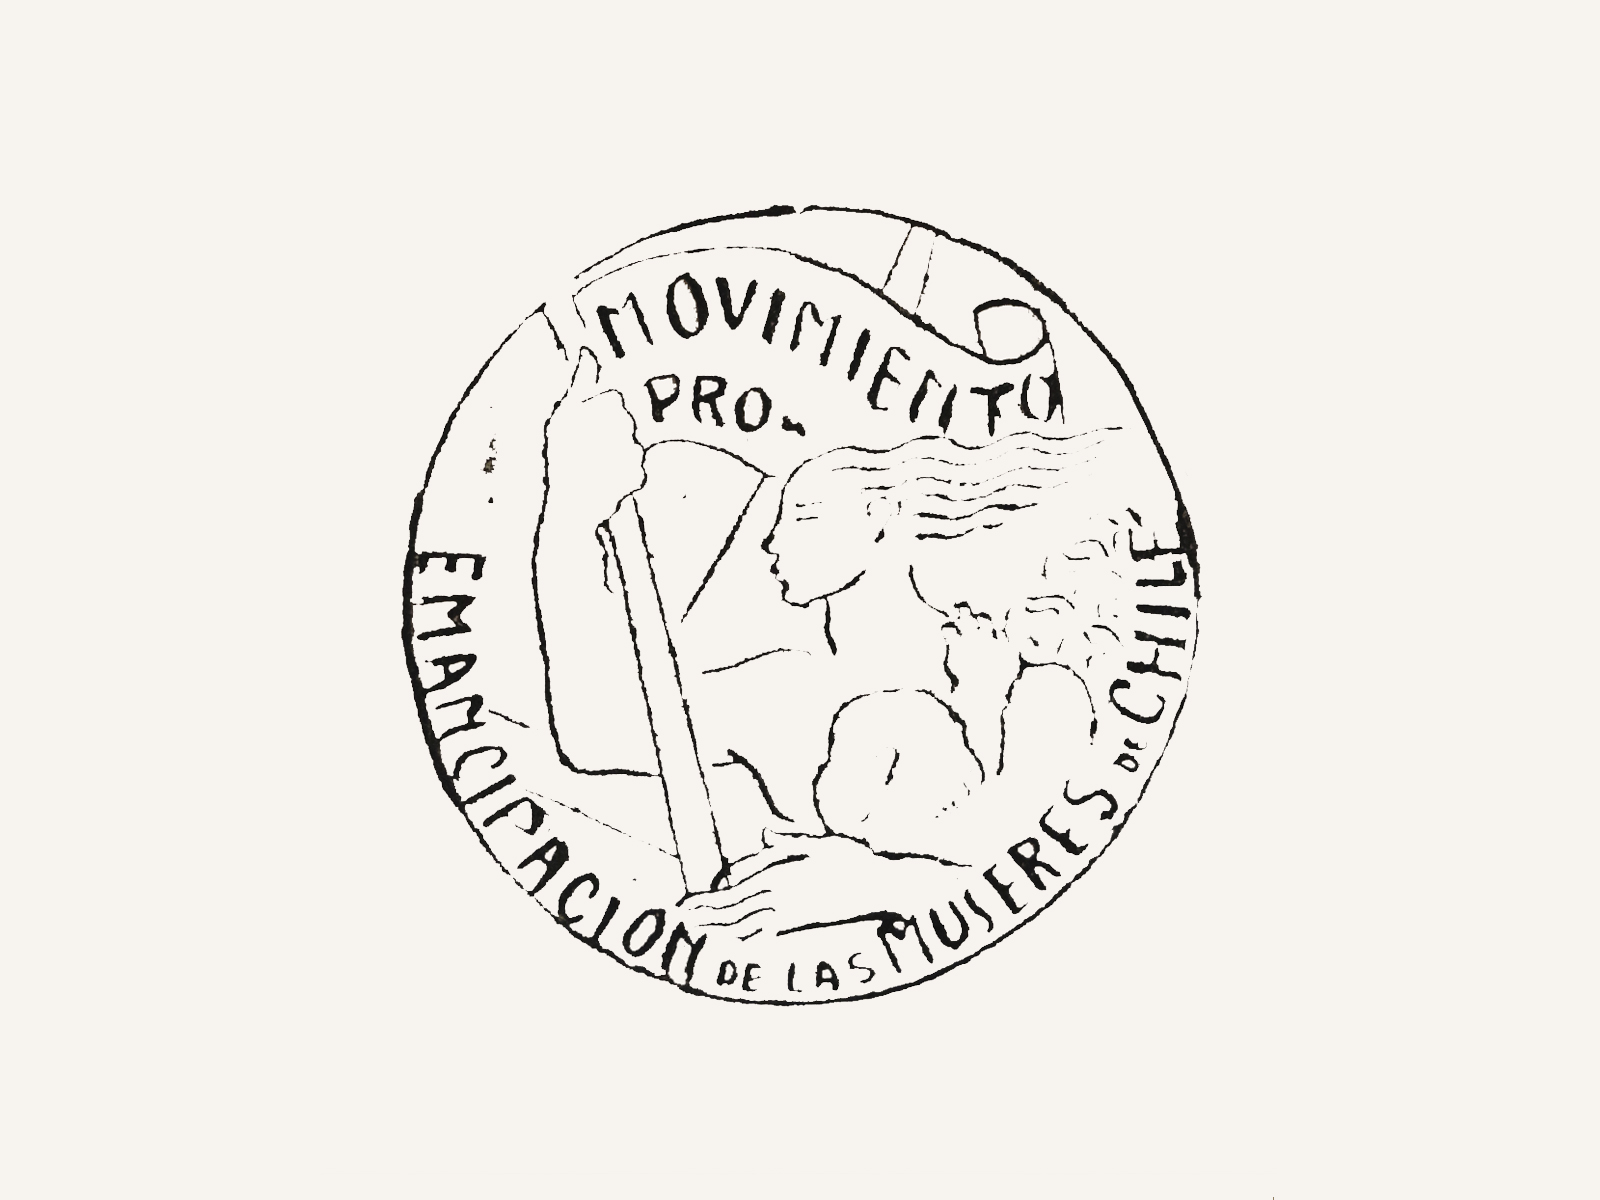 MOVIMIENTO
PRO-
EMANCIPACION DE LAS MUJERES DE CHILE